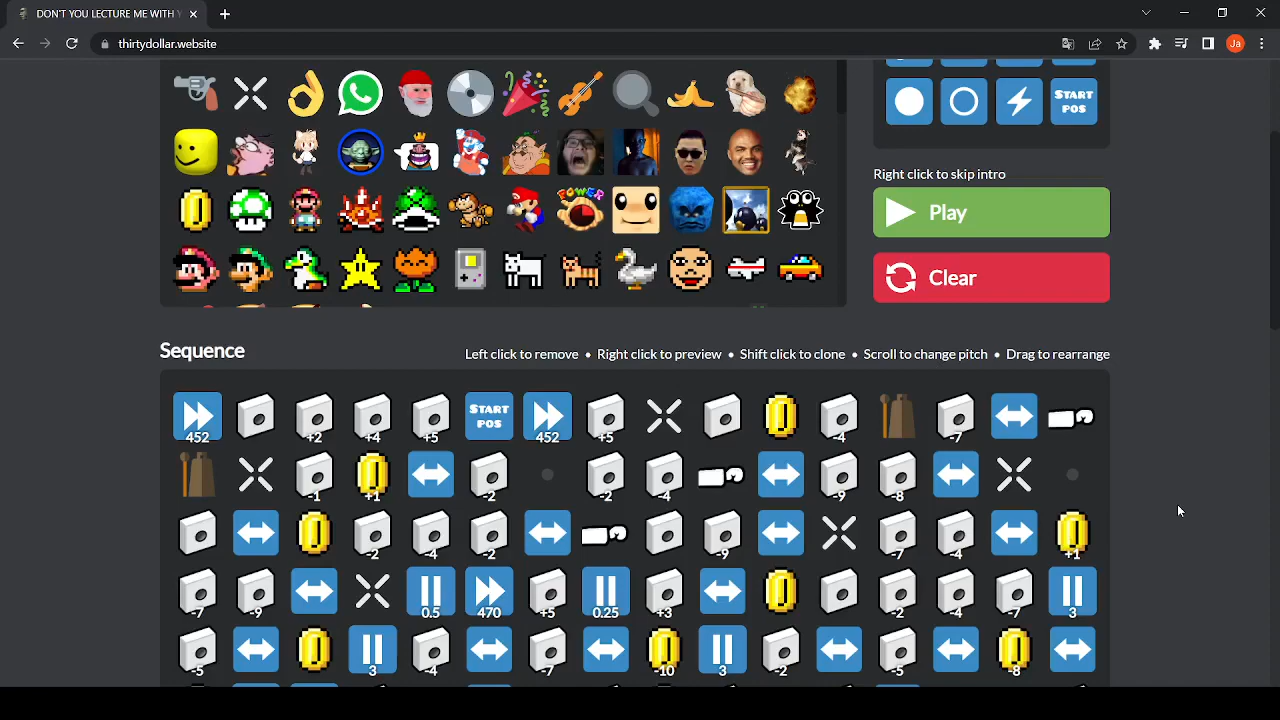 DON'T YOU LECTURE ME WITH Y
thirtydollar.website
Ja
POWER
START POS
Right click to skip intro
Play
Clear
Sequence
Left click to remove • Right click to preview • Shift click to clone • Scroll to change pitch • Drag to rearrange
452 +2 +4 +5 START POS 452 +5 -4 -7
-1 +1 -2 -2 -4 -9 -8
-2 -4 -2 -9 -7 -4 +1
-7 -9 0.5 470 +5 0.25 +3 -2 -4 -7 3
-5 3 -4 -7 -10 3 -2 -5 -8